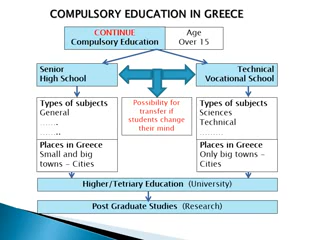 COMPULSORY EDUCATION IN GREECE
CONTINUE
Compulsory Education
Age
Over 15
Senior
High School
Technical
Vocational School
Types of subjects
General
…….
……..
Possibility for
transfer if
students change
their mind
Types of subjects
Sciences
Technical
………
Places in Greece
Small and big
towns - Cities
Places in Greece
Only big towns –
Cities
Higher/Tetriary Education (University)
Post Graduate Studies (Research)